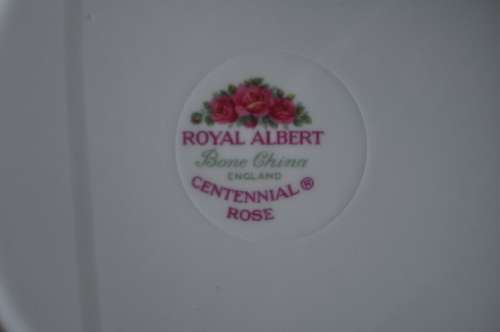 ROYAL ALBERT
Bone China
ENGLAND
CENTENNIAL®
ROSE